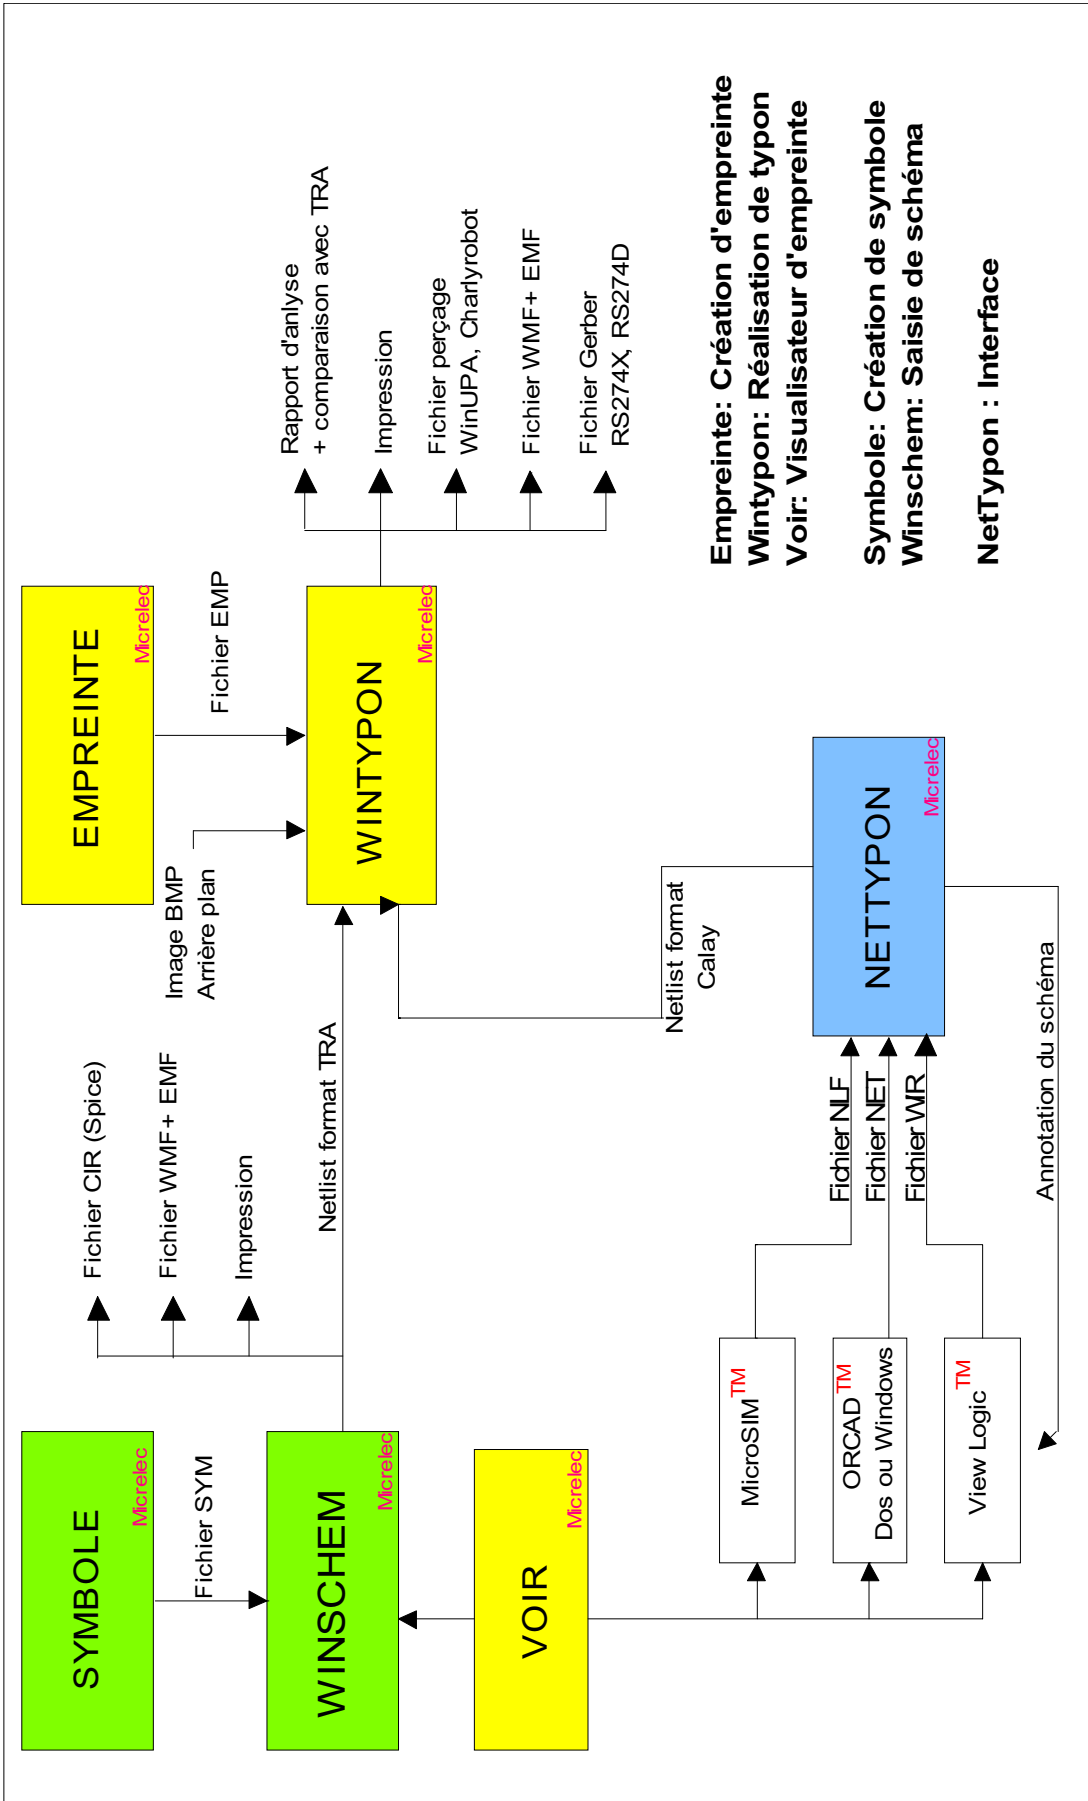 SYMBOLE
Micrelec
Fichier SYM
WINSCHEM
Micrelec
VOIR
Micrelec
Fichier CIR (Spice)
Fichier WMF+ EMF
Impression
Netlist format TRA
Image BMP
Arrière plan
EMPREINTE
Micrelec
Fichier EMP
WINTYPON
Micrelec
Rapport d'anlyse
+ comparaison avec TRA
Impression
Fichier perçage
WinUPA, Charlyrobot
Fichier WMF+ EMF
Fichier Gerber
RS274X, RS274D
MicroSIM TM
ORCAD TM
Dos ou Windows
View Logic TM
Fichier NLF
Fichier NET
Fichier WIR
Netlist format
Calay
NETTYPON
Micrelec
Annotation du schéma
Empreinte: Création d'empreinte
Wintypon: Réalisation de typon
Voir: Visualisateur d'empreinte
Symbole: Création de symbole
Winschem: Saisie de schéma
NetTypon : Interface